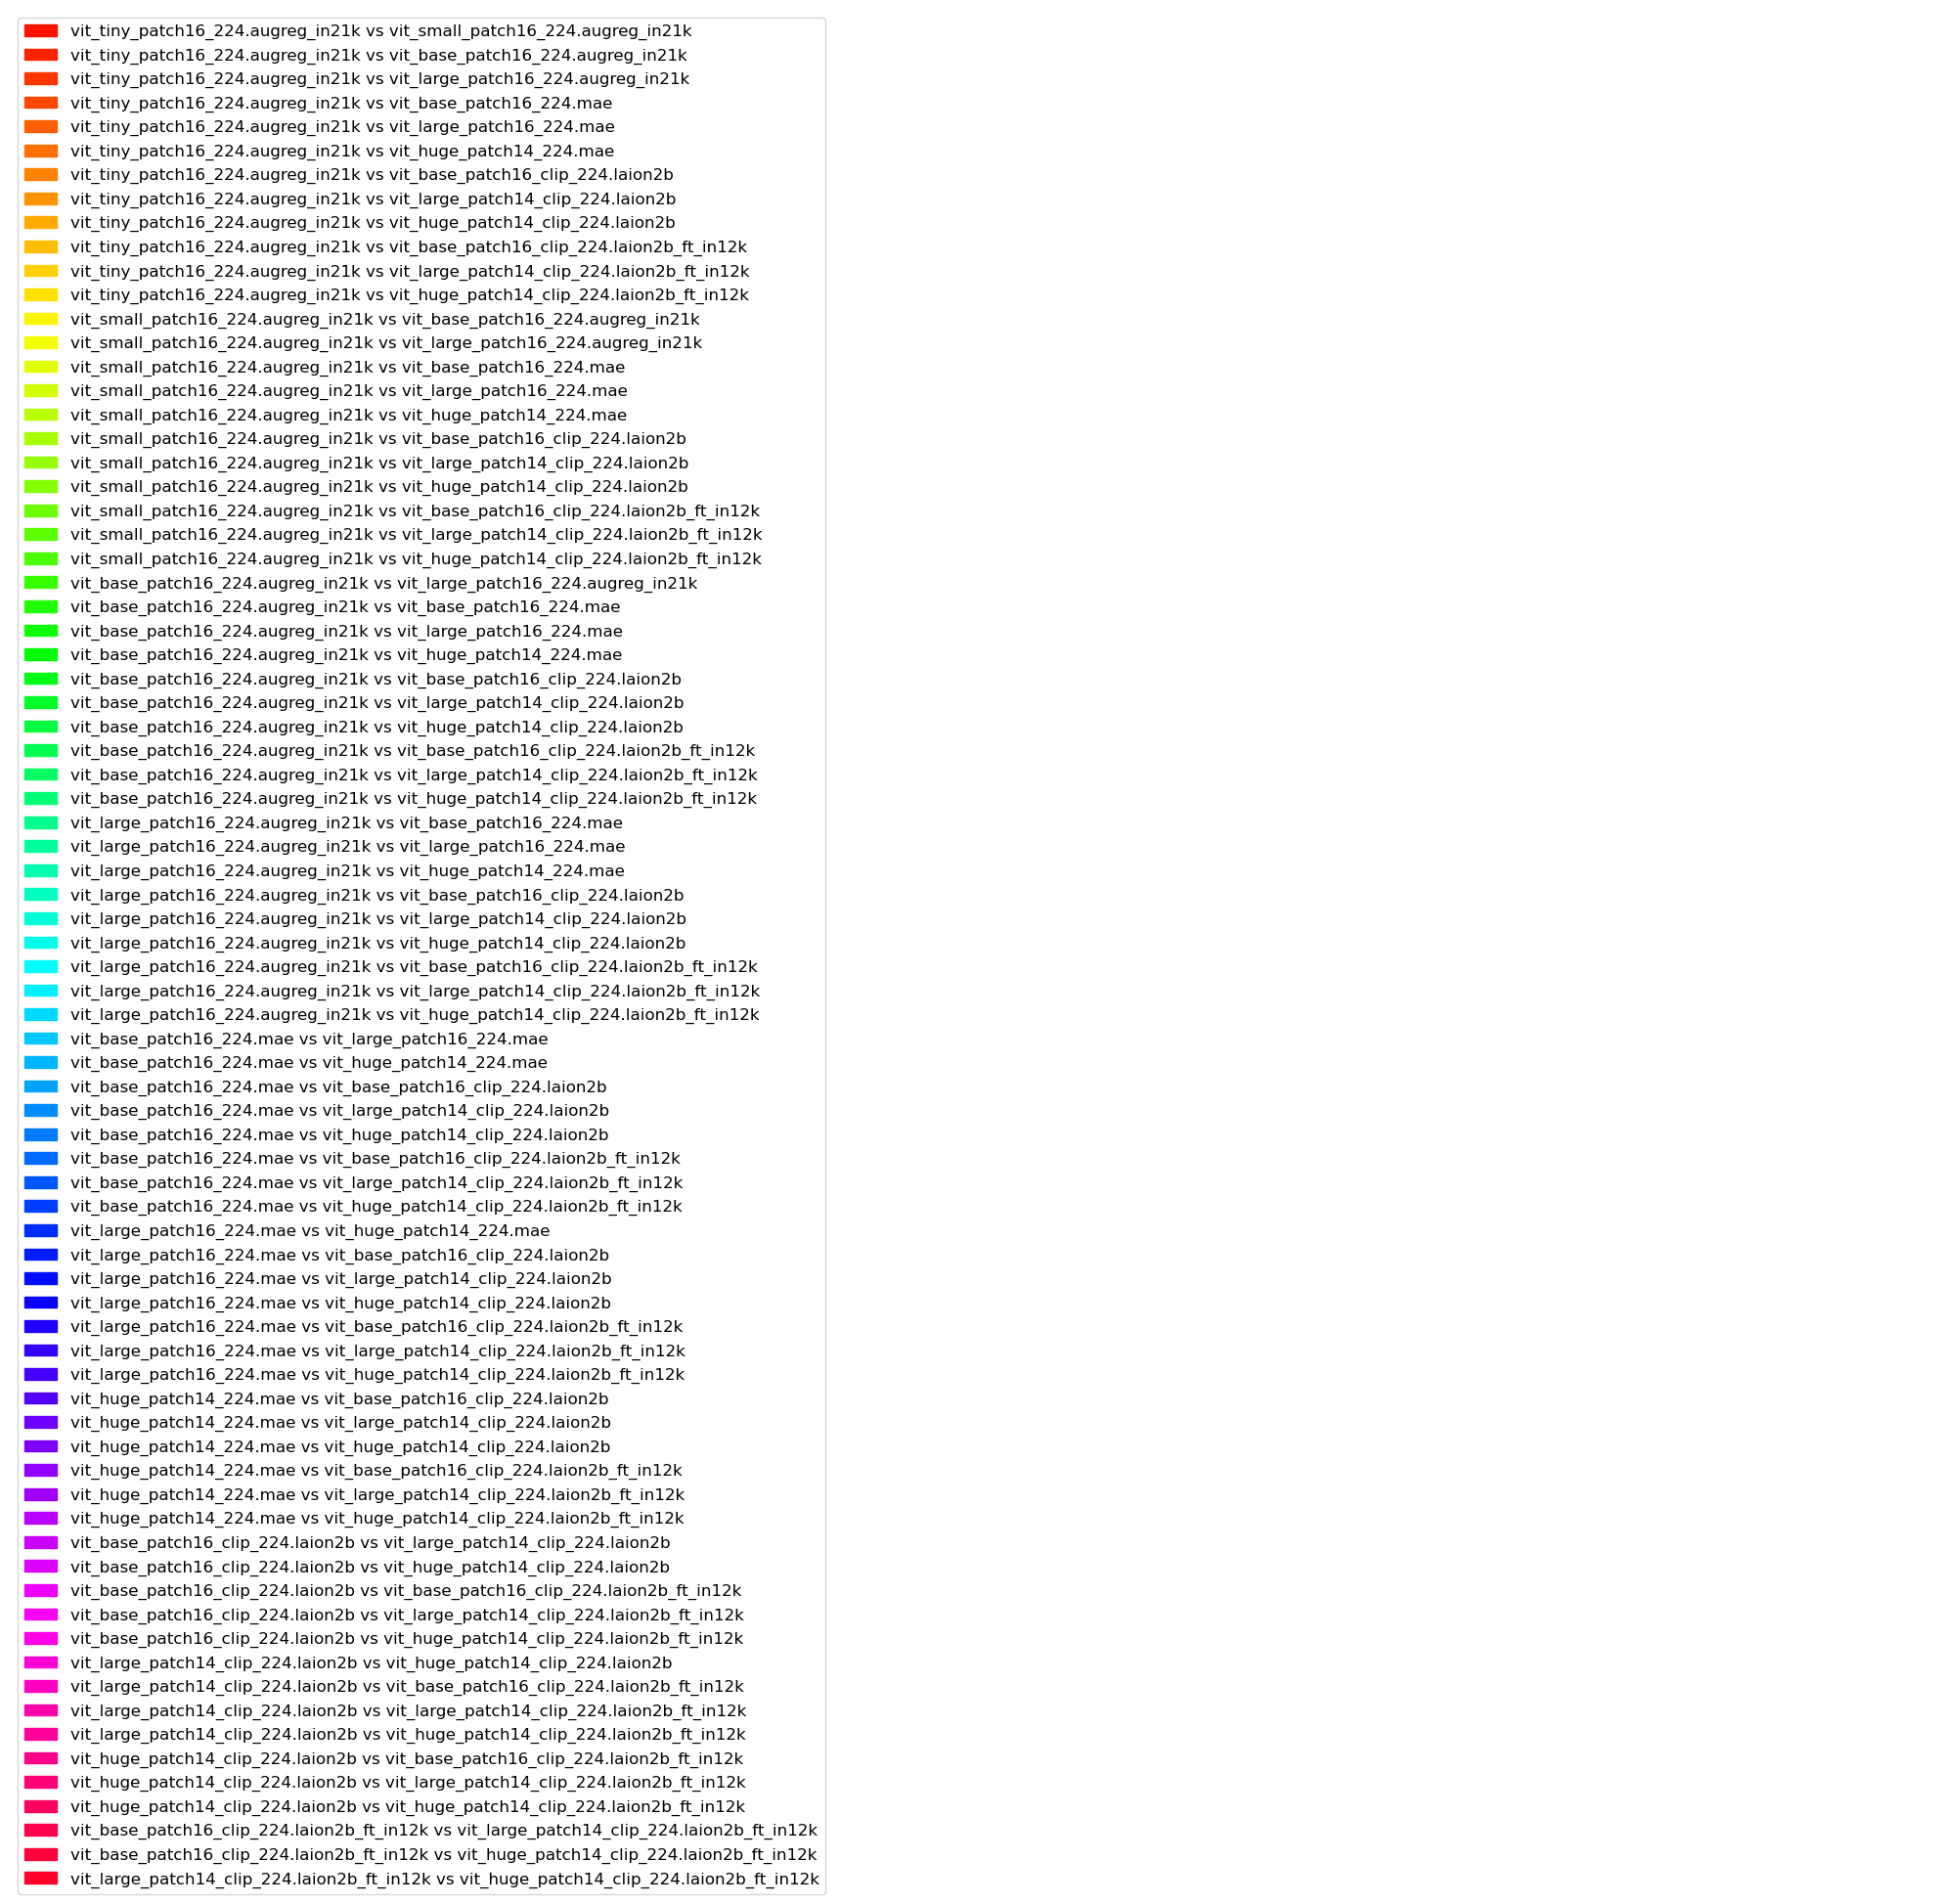 vit_tiny_patch16_224.augreg_in21k vs vit_small_patch16_224.augreg_in21k
vit_tiny_patch16_224.augreg_in21k vs vit_base_patch16_224.augreg_in21k
vit_tiny_patch16_224.augreg_in21k vs vit_large_patch16_224.augreg_in21k
vit_tiny_patch16_224.augreg_in21k vs vit_base_patch16_224.mae
vit_tiny_patch16_224.augreg_in21k vs vit_large_patch16_224.mae
vit_tiny_patch16_224.augreg_in21k vs vit_huge_patch14_224.mae
vit_tiny_patch16_224.augreg_in21k vs vit_base_patch16_clip_224.laion2b
vit_tiny_patch16_224.augreg_in21k vs vit_large_patch14_clip_224.laion2b
vit_tiny_patch16_224.augreg_in21k vs vit_huge_patch14_clip_224.laion2b
vit_tiny_patch16_224.augreg_in21k vs vit_base_patch16_clip_224.laion2b_ft_in12k
vit_tiny_patch16_224.augreg_in21k vs vit_large_patch14_clip_224.laion2b_ft_in12k
vit_tiny_patch16_224.augreg_in21k vs vit_huge_patch14_clip_224.laion2b_ft_in12k
vit_small_patch16_224.augreg_in21k vs vit_base_patch16_224.augreg_in21k
vit_small_patch16_224.augreg_in21k vs vit_large_patch16_224.augreg_in21k
vit_small_patch16_224.augreg_in21k vs vit_base_patch16_224.mae
vit_small_patch16_224.augreg_in21k vs vit_large_patch16_224.mae
vit_small_patch16_224.augreg_in21k vs vit_huge_patch14_224.mae
vit_small_patch16_224.augreg_in21k vs vit_base_patch16_clip_224.laion2b
vit_small_patch16_224.augreg_in21k vs vit_large_patch14_clip_224.laion2b
vit_small_patch16_224.augreg_in21k vs vit_huge_patch14_clip_224.laion2b
vit_small_patch16_224.augreg_in21k vs vit_base_patch16_clip_224.laion2b_ft_in12k
vit_small_patch16_224.augreg_in21k vs vit_large_patch14_clip_224.laion2b_ft_in12k
vit_small_patch16_224.augreg_in21k vs vit_huge_patch14_clip_224.laion2b_ft_in12k
vit_base_patch16_224.augreg_in21k vs vit_large_patch16_224.augreg_in21k
vit_base_patch16_224.augreg_in21k vs vit_base_patch16_224.mae
vit_base_patch16_224.augreg_in21k vs vit_large_patch16_224.mae
vit_base_patch16_224.augreg_in21k vs vit_huge_patch14_224.mae
vit_base_patch16_224.augreg_in21k vs vit_base_patch16_clip_224.laion2b
vit_base_patch16_224.augreg_in21k vs vit_large_patch14_clip_224.laion2b
vit_base_patch16_224.augreg_in21k vs vit_huge_patch14_clip_224.laion2b
vit_base_patch16_224.augreg_in21k vs vit_base_patch16_clip_224.laion2b_ft_in12k
vit_base_patch16_224.augreg_in21k vs vit_large_patch14_clip_224.laion2b_ft_in12k
vit_base_patch16_224.augreg_in21k vs vit_huge_patch14_clip_224.laion2b_ft_in12k
vit_large_patch16_224.augreg_in21k vs vit_base_patch16_224.mae
vit_large_patch16_224.augreg_in21k vs vit_large_patch16_224.mae
vit_large_patch16_224.augreg_in21k vs vit_huge_patch14_224.mae
vit_large_patch16_224.augreg_in21k vs vit_base_patch16_clip_224.laion2b
vit_large_patch16_224.augreg_in21k vs vit_large_patch14_clip_224.laion2b
vit_large_patch16_224.augreg_in21k vs vit_huge_patch14_clip_224.laion2b
vit_large_patch16_224.augreg_in21k vs vit_base_patch16_clip_224.laion2b_ft_in12k
vit_large_patch16_224.augreg_in21k vs vit_large_patch14_clip_224.laion2b_ft_in12k
vit_large_patch16_224.augreg_in21k vs vit_huge_patch14_clip_224.laion2b_ft_in12k
vit_base_patch16_224.mae vs vit_large_patch16_224.mae
vit_base_patch16_224.mae vs vit_huge_patch14_224.mae
vit_base_patch16_224.mae vs vit_base_patch16_clip_224.laion2b
vit_base_patch16_224.mae vs vit_large_patch14_clip_224.laion2b
vit_base_patch16_224.mae vs vit_huge_patch14_clip_224.laion2b
vit_base_patch16_224.mae vs vit_base_patch16_clip_224.laion2b_ft_in12k
vit_base_patch16_224.mae vs vit_large_patch14_clip_224.laion2b_ft_in12k
vit_base_patch16_224.mae vs vit_huge_patch14_clip_224.laion2b_ft_in12k
vit_large_patch16_224.mae vs vit_huge_patch14_224.mae
vit_large_patch16_224.mae vs vit_base_patch16_clip_224.laion2b
vit_large_patch16_224.mae vs vit_large_patch14_clip_224.laion2b
vit_large_patch16_224.mae vs vit_huge_patch14_clip_224.laion2b
vit_large_patch16_224.mae vs vit_base_patch16_clip_224.laion2b_ft_in12k
vit_large_patch16_224.mae vs vit_large_patch14_clip_224.laion2b_ft_in12k
vit_large_patch16_224.mae vs vit_huge_patch14_clip_224.laion2b_ft_in12k
vit_huge_patch14_224.mae vs vit_base_patch16_clip_224.laion2b
vit_huge_patch14_224.mae vs vit_large_patch14_clip_224.laion2b
vit_huge_patch14_224.mae vs vit_huge_patch14_clip_224.laion2b
vit_huge_patch14_224.mae vs vit_base_patch16_clip_224.laion2b_ft_in12k
vit_huge_patch14_224.mae vs vit_large_patch14_clip_224.laion2b_ft_in12k
vit_huge_patch14_224.mae vs vit_huge_patch14_clip_224.laion2b_ft_in12k
vit_base_patch16_clip_224.laion2b vs vit_large_patch14_clip_224.laion2b
vit_base_patch16_clip_224.laion2b vs vit_huge_patch14_clip_224.laion2b
vit_base_patch16_clip_224.laion2b vs vit_base_patch16_clip_224.laion2b_ft_in12k
vit_base_patch16_clip_224.laion2b vs vit_large_patch14_clip_224.laion2b_ft_in12k
vit_base_patch16_clip_224.laion2b vs vit_huge_patch14_clip_224.laion2b_ft_in12k
vit_large_patch14_clip_224.laion2b vs vit_huge_patch14_clip_224.laion2b
vit_large_patch14_clip_224.laion2b vs vit_base_patch16_clip_224.laion2b_ft_in12k
vit_large_patch14_clip_224.laion2b vs vit_large_patch14_clip_224.laion2b_ft_in12k
vit_large_patch14_clip_224.laion2b vs vit_huge_patch14_clip_224.laion2b_ft_in12k
vit_huge_patch14_clip_224.laion2b vs vit_base_patch16_clip_224.laion2b_ft_in12k
vit_huge_patch14_clip_224.laion2b vs vit_large_patch14_clip_224.laion2b_ft_in12k
vit_huge_patch14_clip_224.laion2b vs vit_huge_patch14_clip_224.laion2b_ft_in12k
vit_base_patch16_clip_224.laion2b_ft_in12k vs vit_large_patch14_clip_224.laion2b_ft_in12k
vit_base_patch16_clip_224.laion2b_ft_in12k vs vit_huge_patch14_clip_224.laion2b_ft_in12k
vit_large_patch14_clip_224.laion2b_ft_in12k vs vit_huge_patch14_clip_224.laion2b_ft_in12k